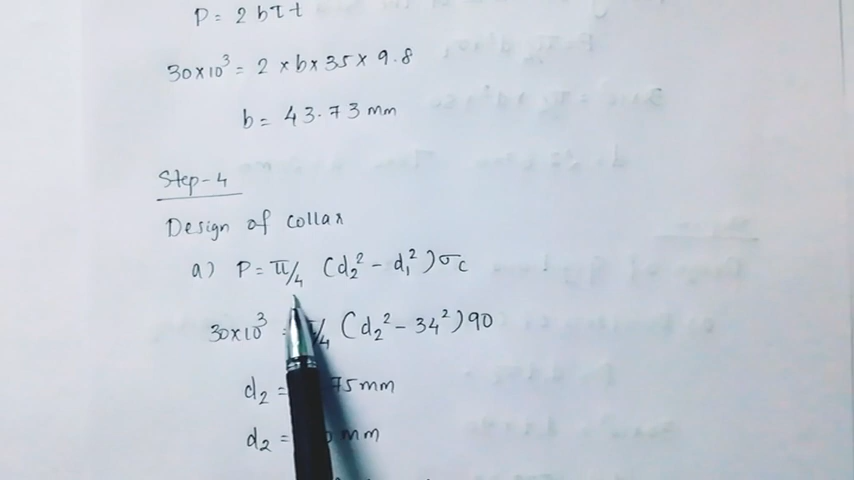 P = 2 b τ t
30×10³ = 2 × b × 35 × 9.8
b = 43.73 mm
Step-4
Design of collar
a) P = π/4 (d₂² - d₁²) σc
30×10³ = π/4 (d₂² - 34²) 90
d₂ = 75 mm
d₂ = mm